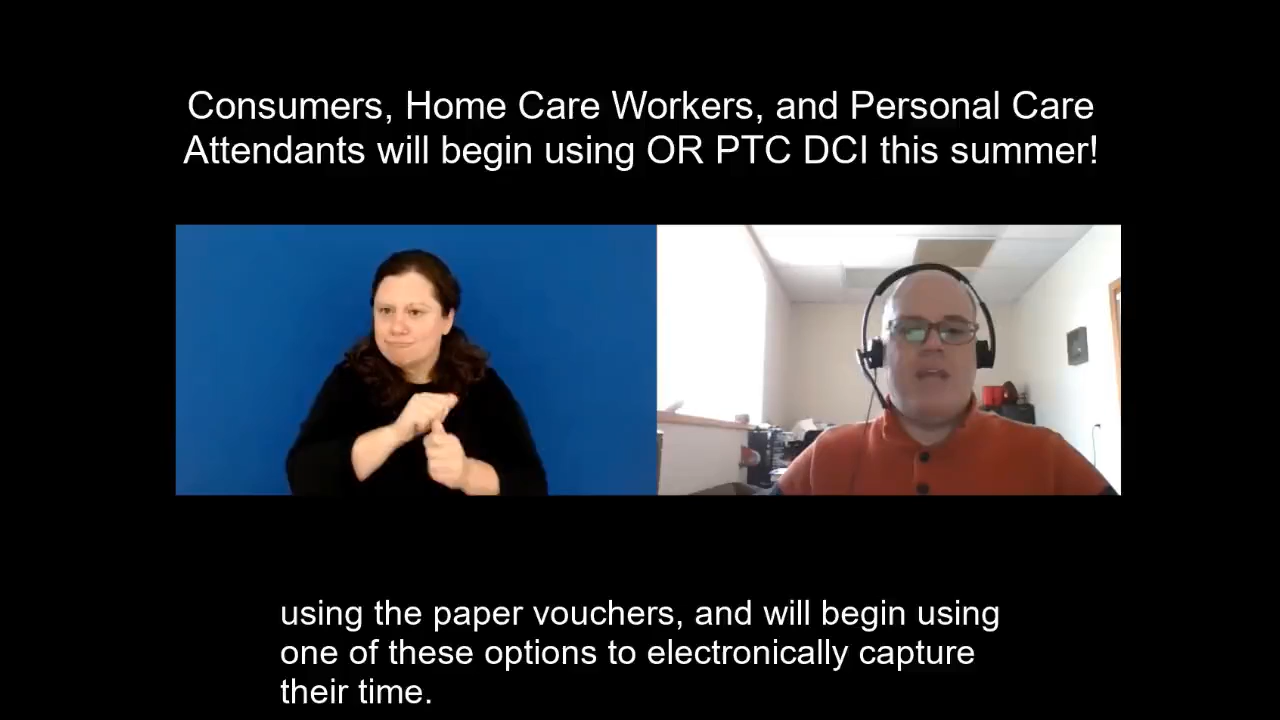 Consumers, Home Care Workers, and Personal Care
Attendants will begin using OR PTC DCI this summer!
using the paper vouchers, and will begin using
one of these options to electronically capture
their time.